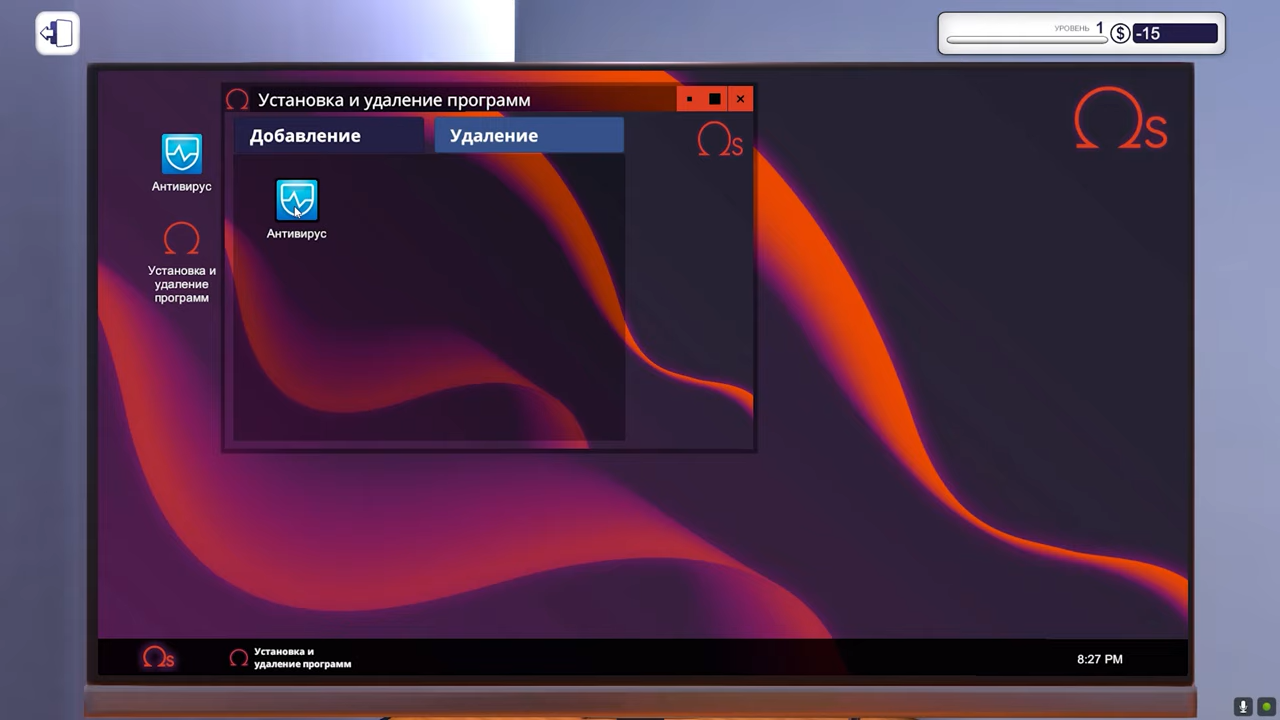 УРОВЕНЬ 1 $ -15
Установка и удаление программ
Добавление Удаление
Ωs
Ωs
Антивирус
Антивирус
Установка и
удаление
программ
Ωs
Установка и
удаление программ
8:27 PM